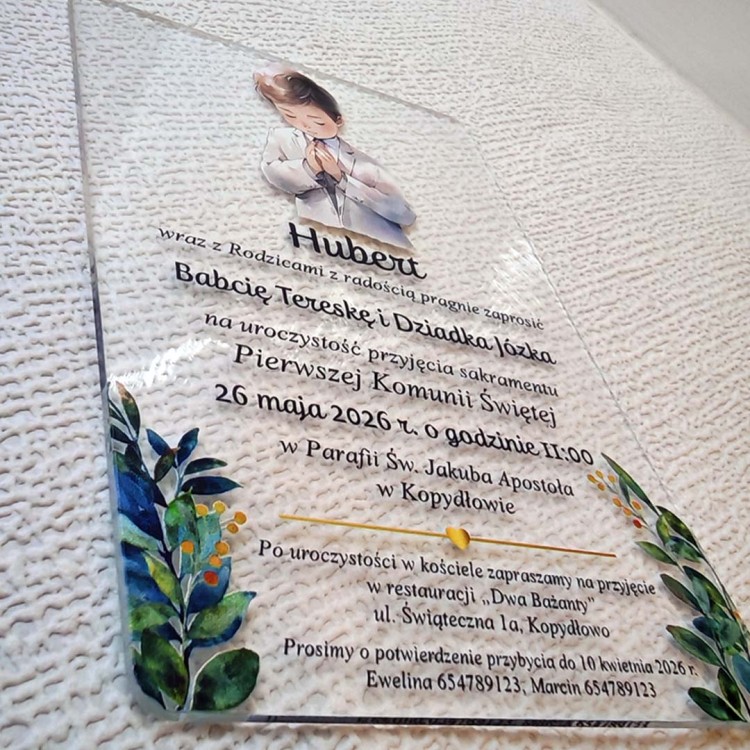 Hubert
wraz z Rodzicami z radością pragnie zaprosić
Babcię Tereskę i Dziadka Józka
na uroczystość przyjęcia sakramentu
Pierwszej Komunii Świętej
26 maja 2026 r. o godzinie 11:00
w Parafii Św. Jakuba Apostoła
w Kopydłowie
Po uroczystości w kościele zapraszamy na przyjęcie
w restauracji „Dwa Bażanty”
ul. Świąteczna 1a, Kopydłowo
Prosimy o potwierdzenie przybycia do 10 kwietnia 2026 r.
Ewelina 654789123, Marcin 654789123